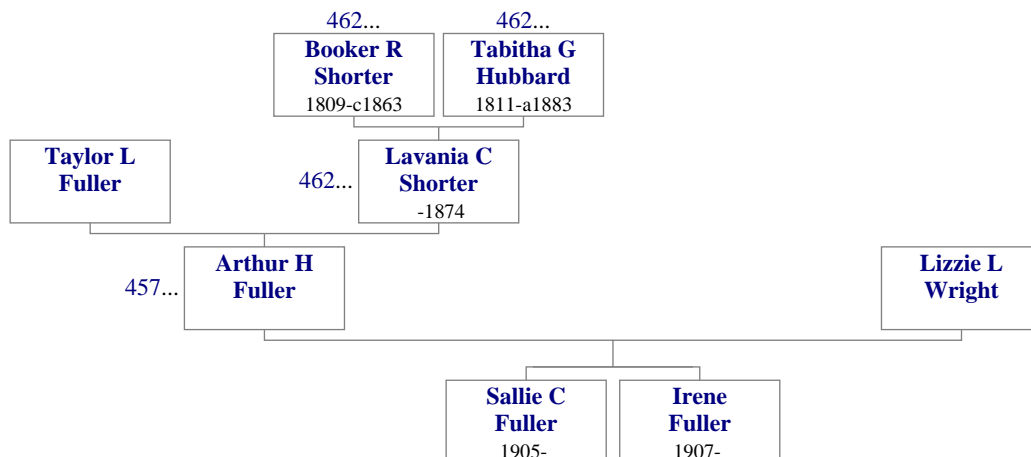 462... 462...
Booker R Tabitha G
Shorter Hubbard
1809-c1863 1811-a1883
Taylor L Lavania C
Fuller 462... Shorter
-1874
Arthur H Lizzie L
457... Fuller Wright
Sallie C Irene
Fuller Fuller
1905- 1907-